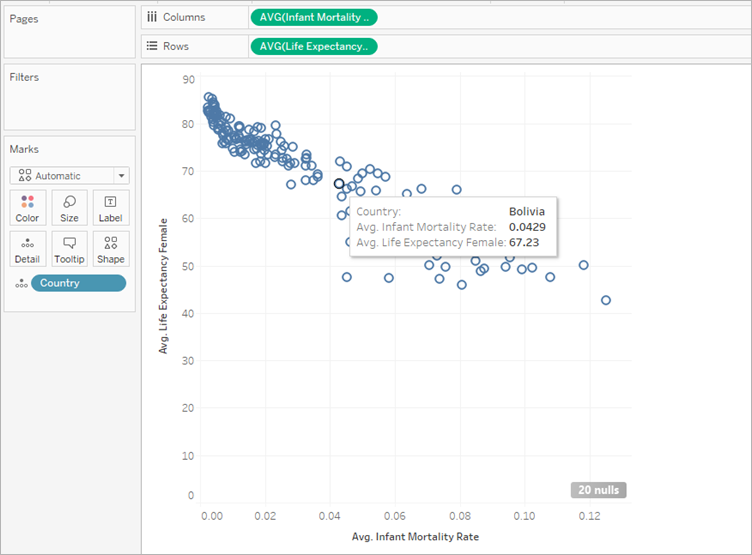 Pages
Columns
AVG(Infant Mortality ..
Rows
AVG(Life Expectancy..
Filters
Marks
Automatic
Color
Size
Label
Detail
Tooltip
Shape
Country
90
80
70
60
50
40
30
20
10
0
Avg. Life Expectancy Female
Country: Bolivia
Avg. Infant Mortality Rate: 0.0429
Avg. Life Expectancy Female: 67.23
20 nulls
0.00 0.02 0.04 0.06 0.08 0.10 0.12
Avg. Infant Mortality Rate